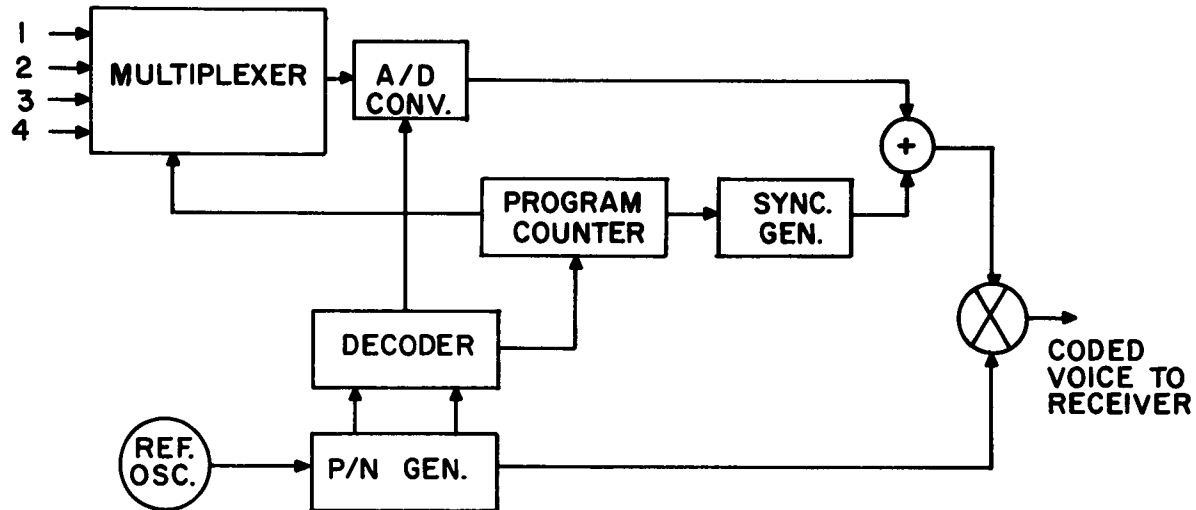 1
2
3
4
MULTIPLEXER
A/D
CONV.
+
PROGRAM
COUNTER
SYNC.
GEN.
DECODER
REF.
OSC.
P/N GEN.
CODED
VOICE TO
RECEIVER